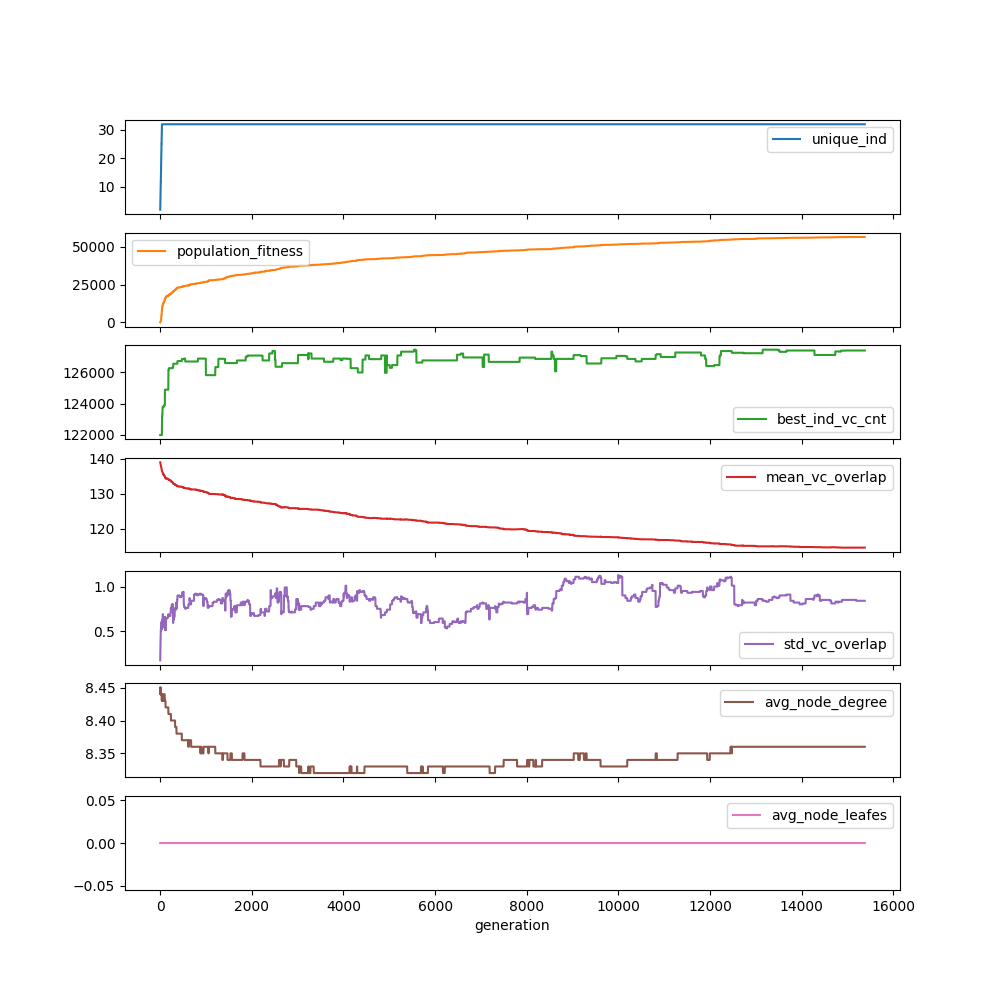 30
20
10
unique_ind
50000
25000
0
population_fitness
126000
124000
122000
best_ind_vc_cnt
140
130
120
mean_vc_overlap
1.0
0.5
std_vc_overlap
8.45
8.40
8.35
avg_node_degree
0.05
0.00
−0.05
avg_node_leafes
0 2000 4000 6000 8000 10000 12000 14000 16000
generation